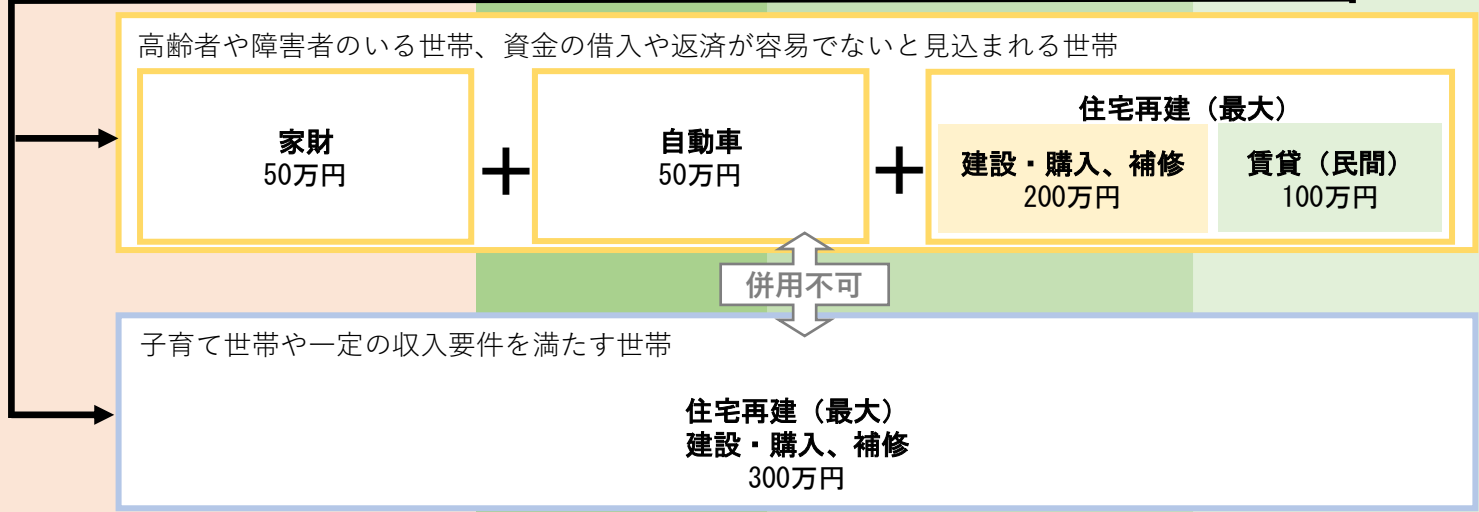 高齢者や障害者のいる世帯、資金の借入や返済が容易でないと見込まれる世帯
家財
50万円
＋
自動車
50万円
＋
住宅再建（最大）
建設・購入、補修
200万円
賃貸（民間）
100万円
併用不可
子育て世帯や一定の収入要件を満たす世帯
住宅再建（最大）
建設・購入、補修
300万円